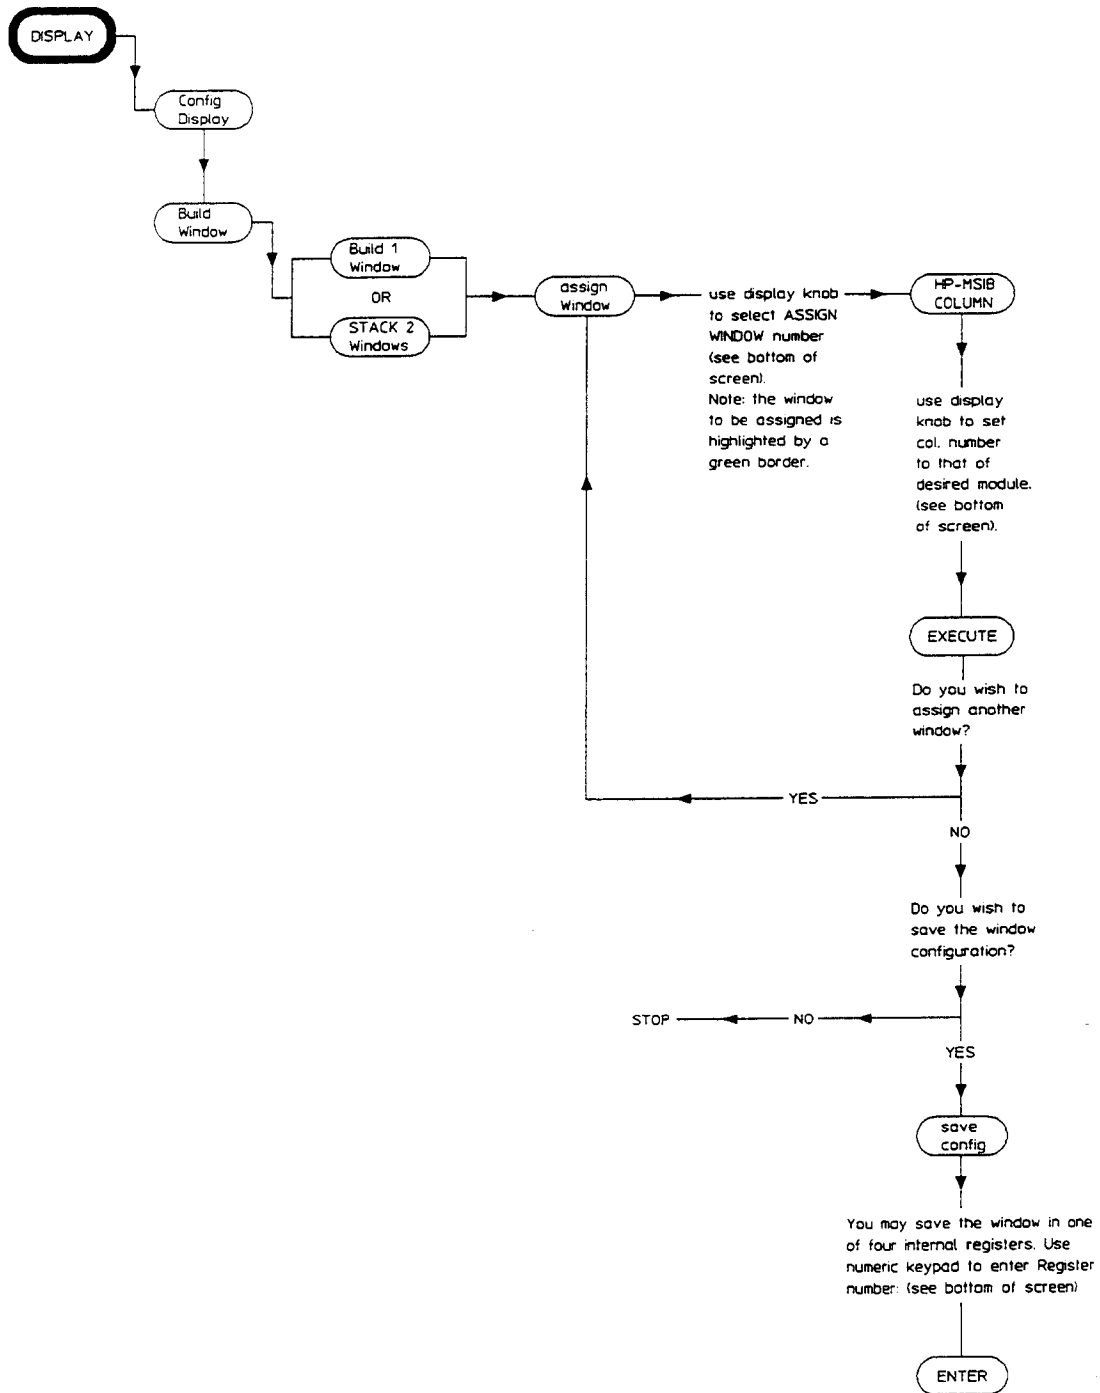 DISPLAY
Config
Display
Build
Window
Build 1
Window
OR
STACK 2
Windows
assign
Window
use display knob
to select ASSIGN
WINDOW number
(see bottom of
screen).
Note: the window
to be assigned is
highlighted by a
green border.
HP-MSIB
COLUMN
use display
knob to set
col. number
to that of
desired module.
(see bottom
of screen).
EXECUTE
Do you wish to
assign another
window?
YES
NO
Do you wish to
save the window
configuration?
STOP
NO
YES
save
config
You may save the window in one
of four internal registers. Use
numeric keypad to enter Register
number: (see bottom of screen)
ENTER